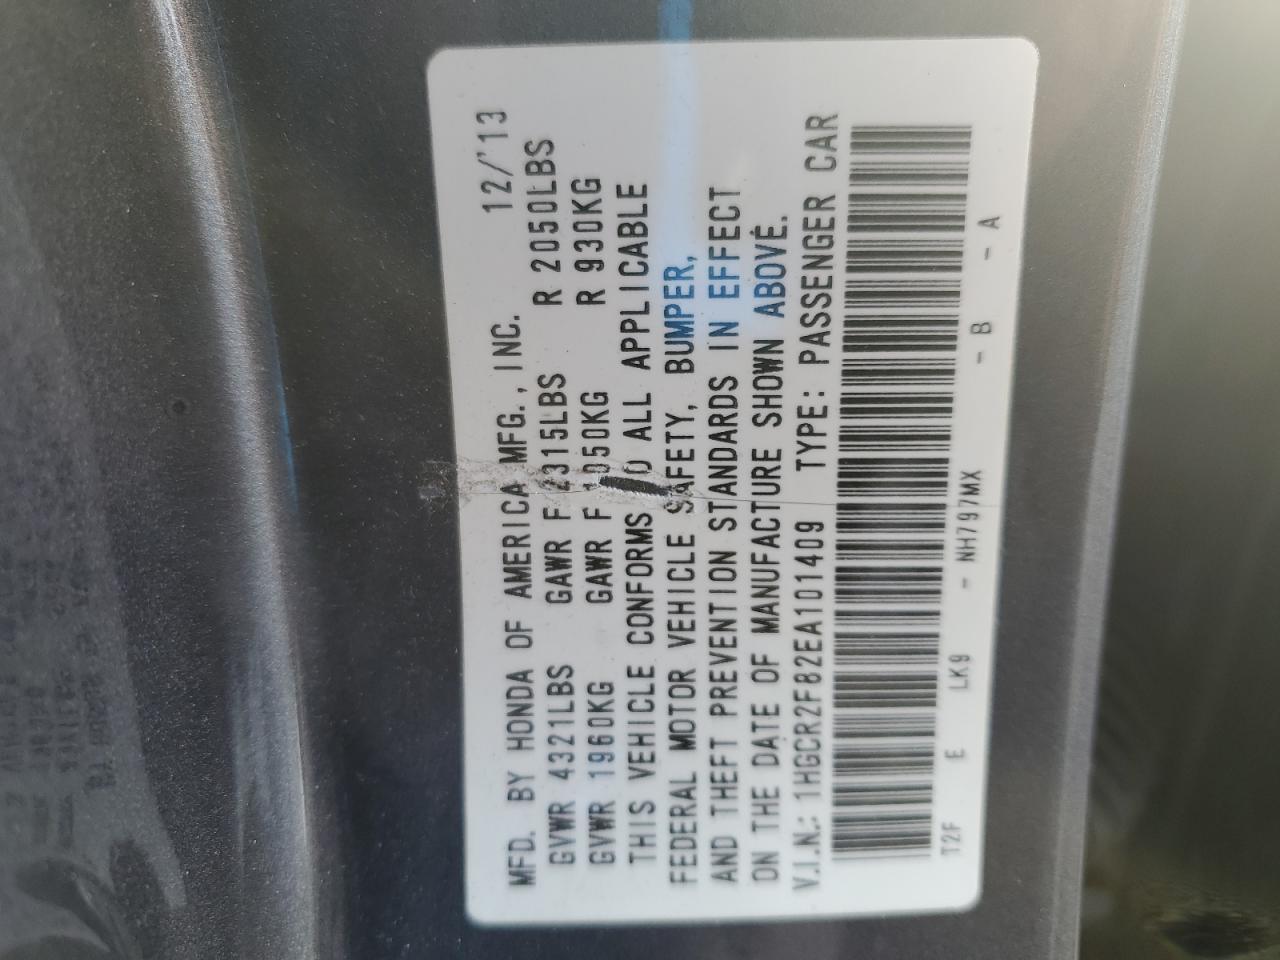 MFD. BY HONDA OF AMERICA MFG., INC. 12/'13
GVWR 4321LBS GAWR F 2315LBS R 2050LBS
GVWR 1960KG GAWR F 1050KG R 930KG
THIS VEHICLE CONFORMS TO ALL APPLICABLE
FEDERAL MOTOR VEHICLE SAFETY, BUMPER,
AND THEFT PREVENTION STANDARDS IN EFFECT
ON THE DATE OF MANUFACTURE SHOWN ABOVE.
V.I.N.: 1HGCR2F82EA101409 TYPE: PASSENGER CAR
T2F E LK9 - NH797MX - B - A